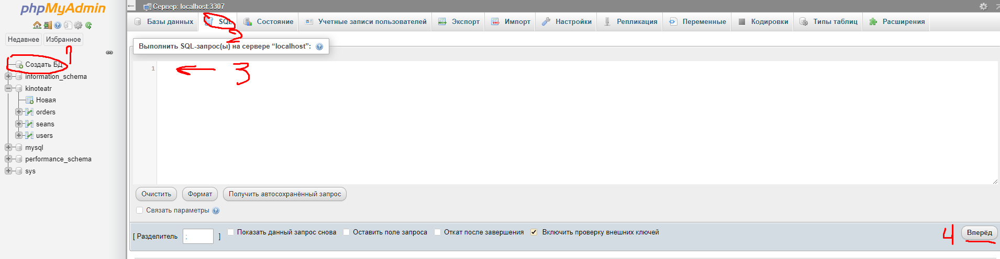 phpMyAdmin
Недавнее Избранное
Создать БД
information_schema
kinoteatr
Новая
orders
seans
users
mysql
performance_schema
sys
1
Сервер: localhost:3307
Базы данных SQL Состояние Учетные записи пользователей Экспорт Импорт Настройки Репликация Переменные Кодировки Типы таблиц Расширения
2
Выполнить SQL-запрос(ы) на сервере “localhost”:
1
3
Очистить Формат Получить автосохранённый запрос
Связать параметры
[ Разделитель ; ] Показать данный запрос снова Оставить поле запроса Откат после завершения Включить проверку внешних ключей 4 Вперёд